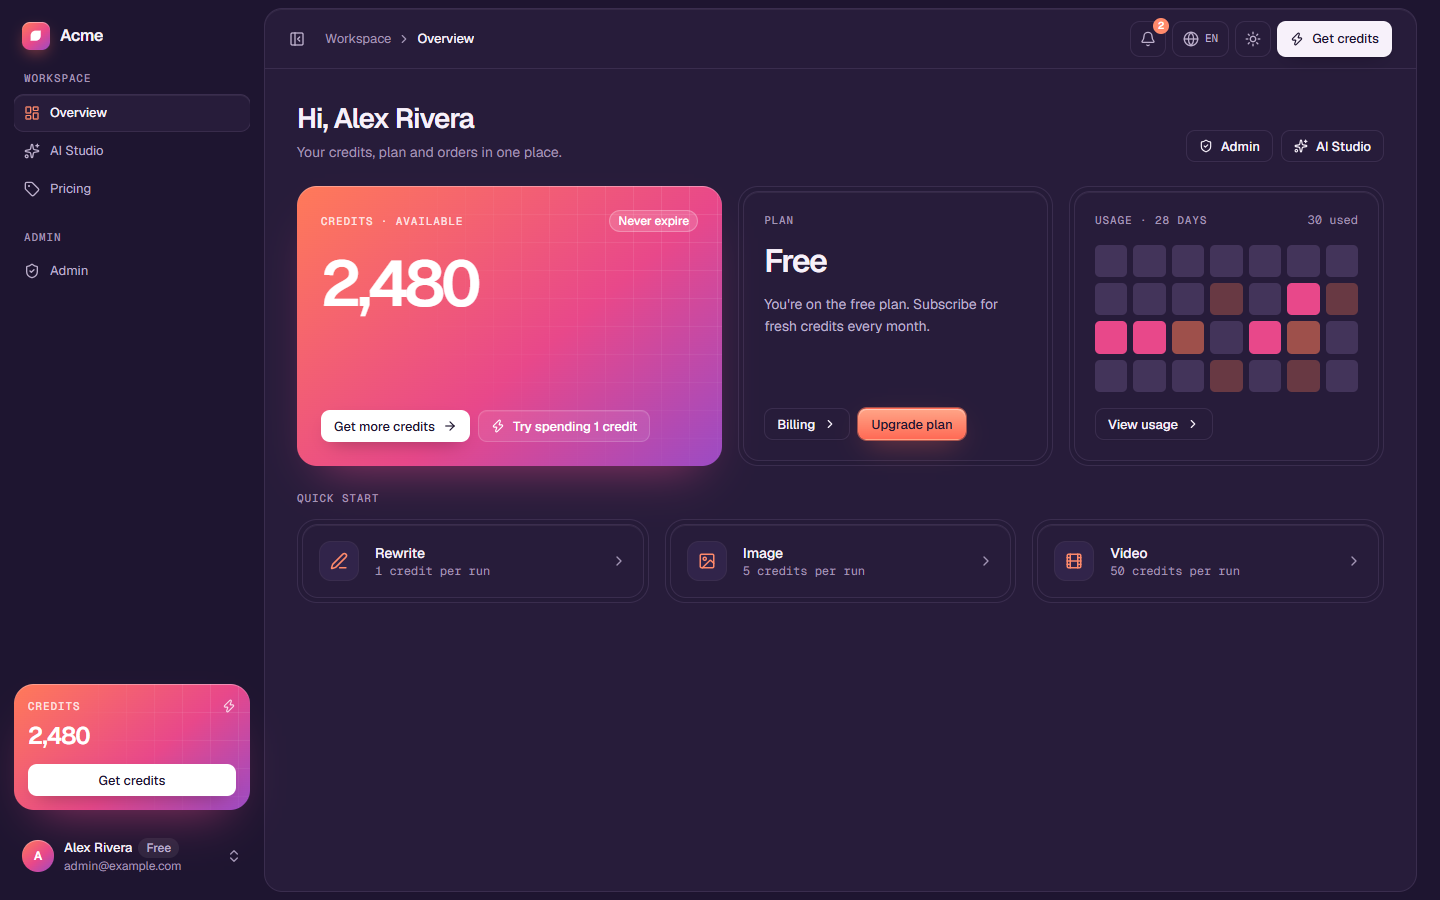 Acme
WORKSPACE
Overview
AI Studio
Pricing
ADMIN
Admin
CREDITS
2,480
Get credits
A
Alex Rivera Free
admin@example.com
Workspace > Overview
2
EN
Get credits
Hi, Alex Rivera
Your credits, plan and orders in one place.
Admin
AI Studio
CREDITS · AVAILABLE
Never expire
2,480
Get more credits
Try spending 1 credit
PLAN
Free
You're on the free plan. Subscribe for
fresh credits every month.
Billing
Upgrade plan
USAGE · 28 DAYS
30 used
View usage
QUICK START
Rewrite
1 credit per run
Image
5 credits per run
Video
50 credits per run